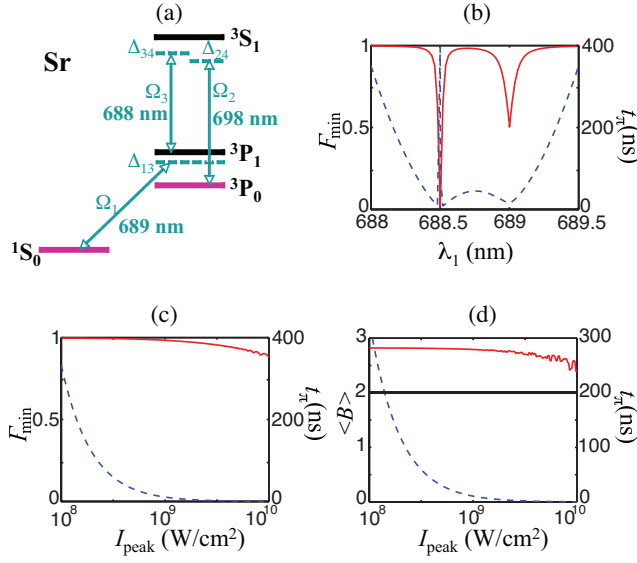 (a)
Sr
³S₁
Δ₃₄
Δ₂₄
Ω₃
688 nm
Ω₂
698 nm
³P₁
Δ₁₃
³P₀
Ω₁
689 nm
¹S₀
(b)
F_min
1
0.5
0
400
200
0
t_π(ns)
688 688.5 689 689.5
λ₁ (nm)
(c)
F_min
1
0.5
0
400
200
0
t_π(ns)
10⁸ 10⁹ 10¹⁰
I_peak (W/cm²)
(d)
<B>
3
2
1
0
300
200
100
0
t_π(ns)
10⁸ 10⁹ 10¹⁰
I_peak (W/cm²)